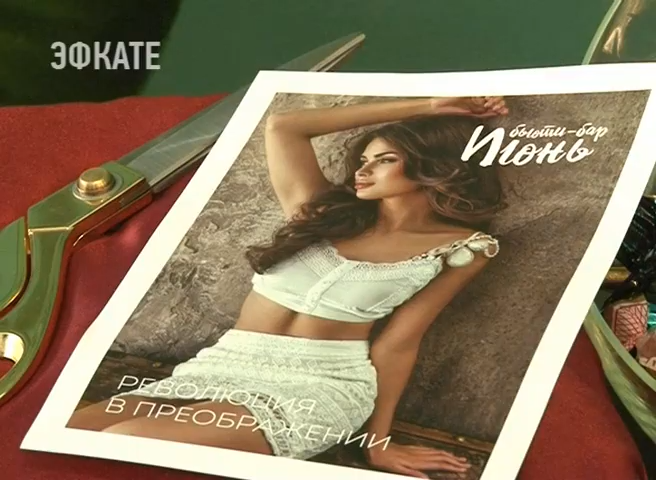 ЭФКАТЕ
бьюти-бар
Июнь
РЕВОЛЮЦИЯ
В ПРЕОБРАЖЕНИИ